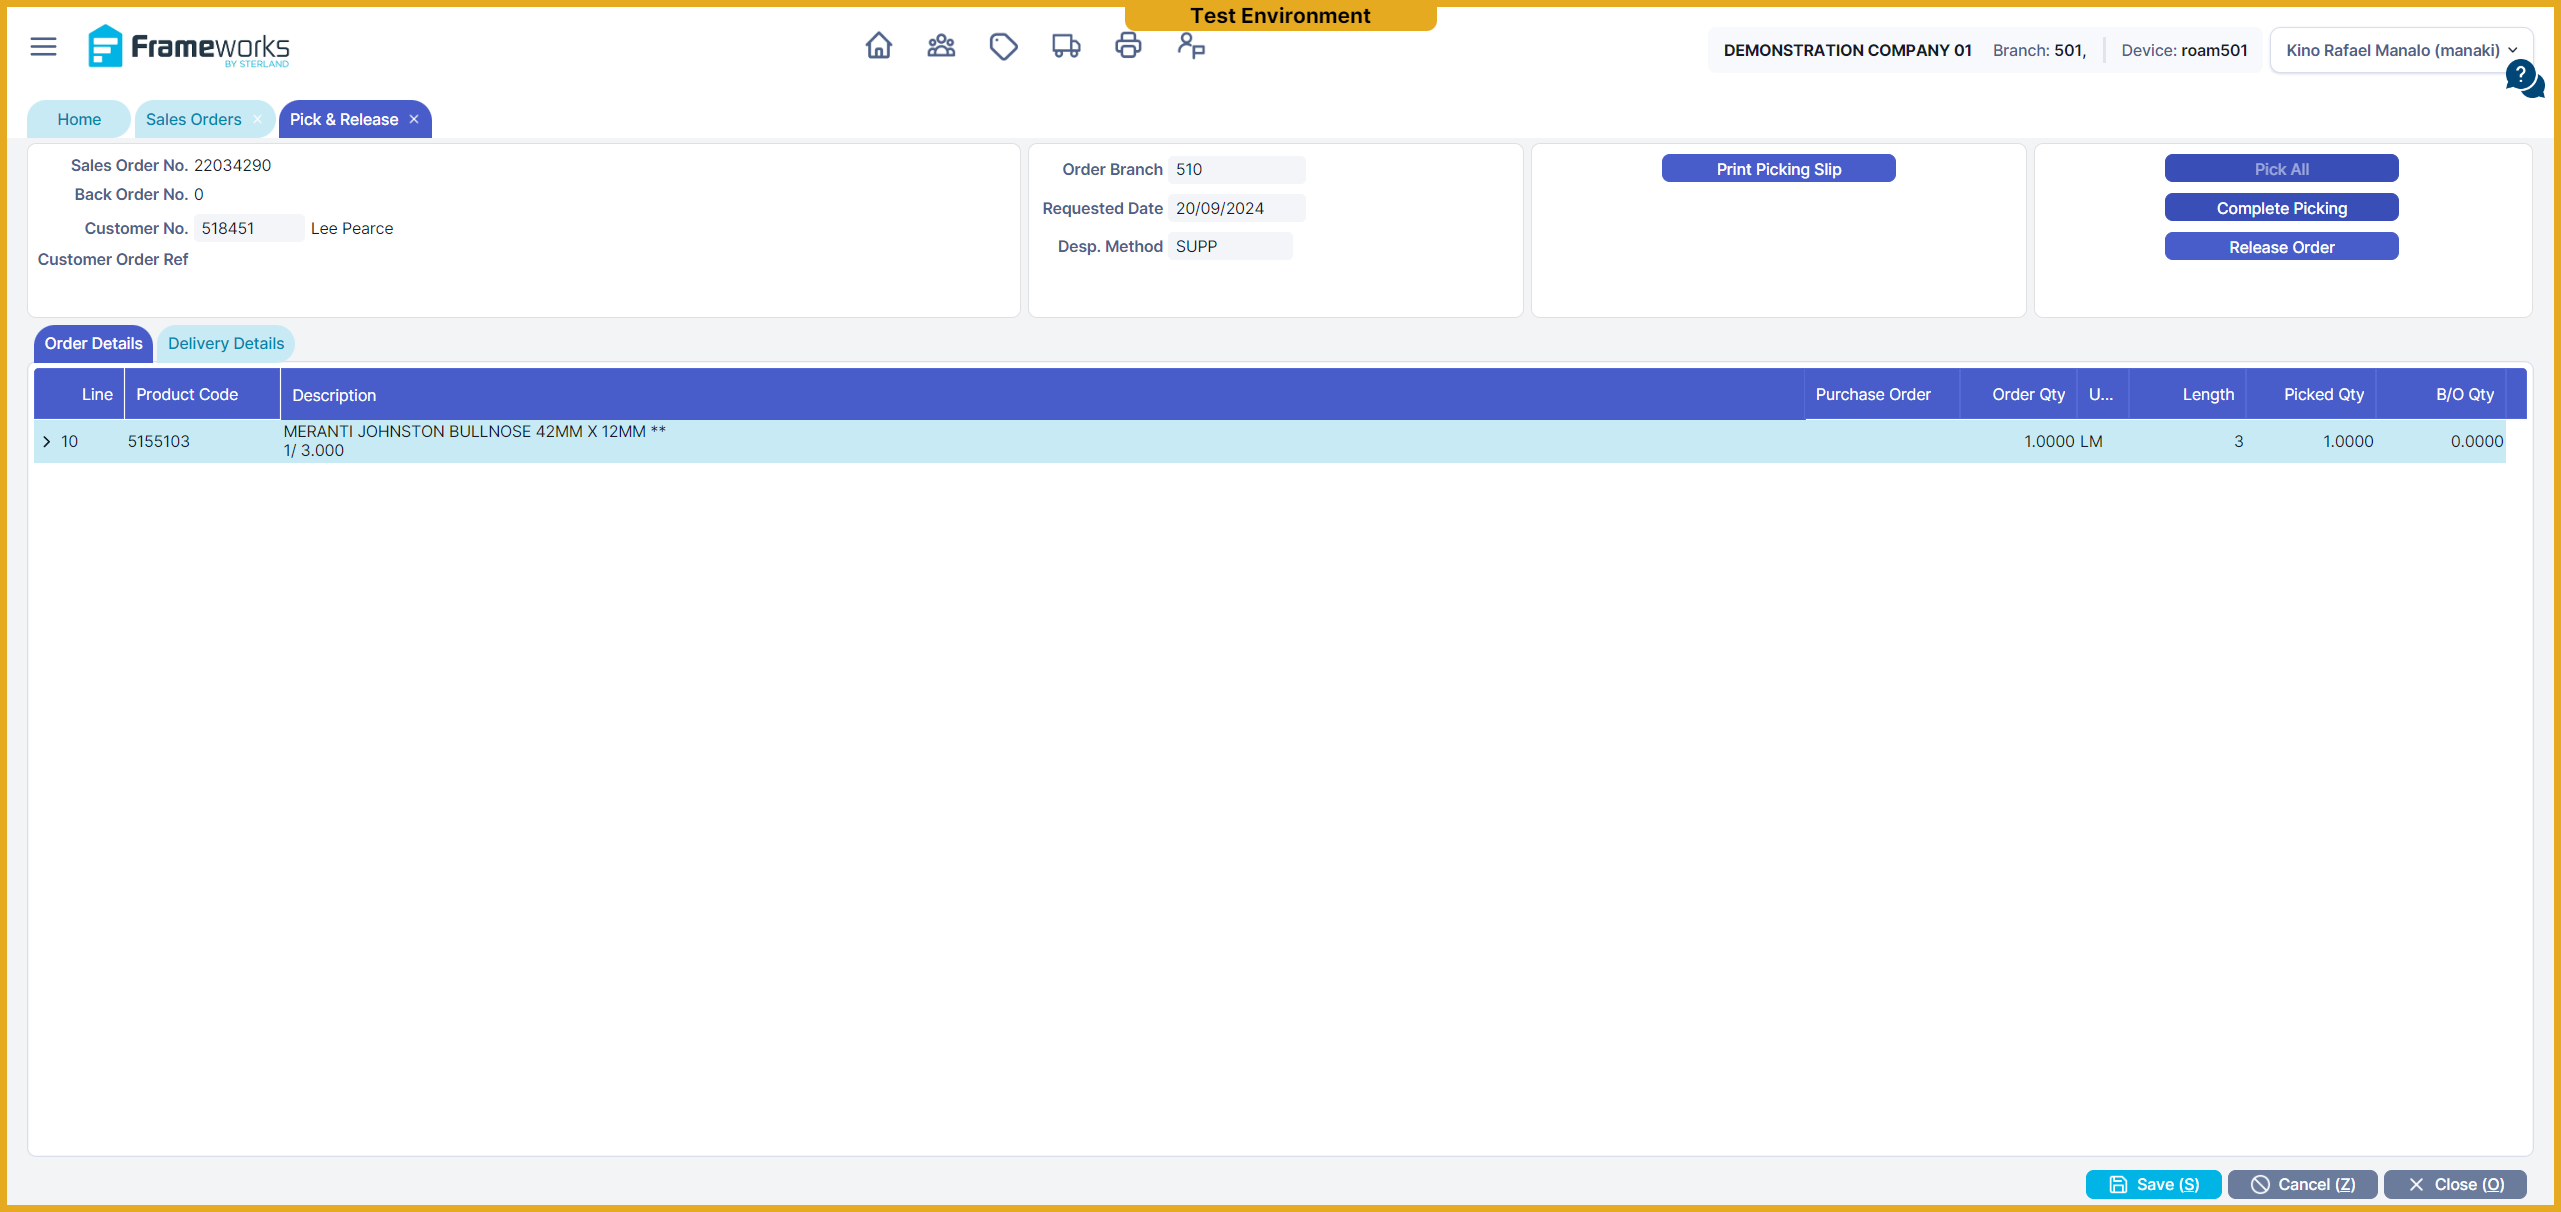 Test Environment
Frameworks
BY STERLAND
DEMONSTRATION COMPANY 01 Branch: 501, Device: roam501
Kino Rafael Manalo (manaki)
?
Home
Sales Orders ×
Pick & Release ×
Sales Order No. 22034290
Back Order No. 0
Customer No. 518451 Lee Pearce
Customer Order Ref
Order Branch 510
Requested Date 20/09/2024
Desp. Method SUPP
Print Picking Slip
Pick All
Complete Picking
Release Order
Order Details
Delivery Details
Line Product Code Description Purchase Order Order Qty U... Length Picked Qty B/O Qty
10 5155103 MERANTI JOHNSTON BULLNOSE 42MM X 12MM ** 1.0000 LM 3 1.0000 0.0000
1/ 3.000
Save (S)
Cancel (Z)
Close (O)